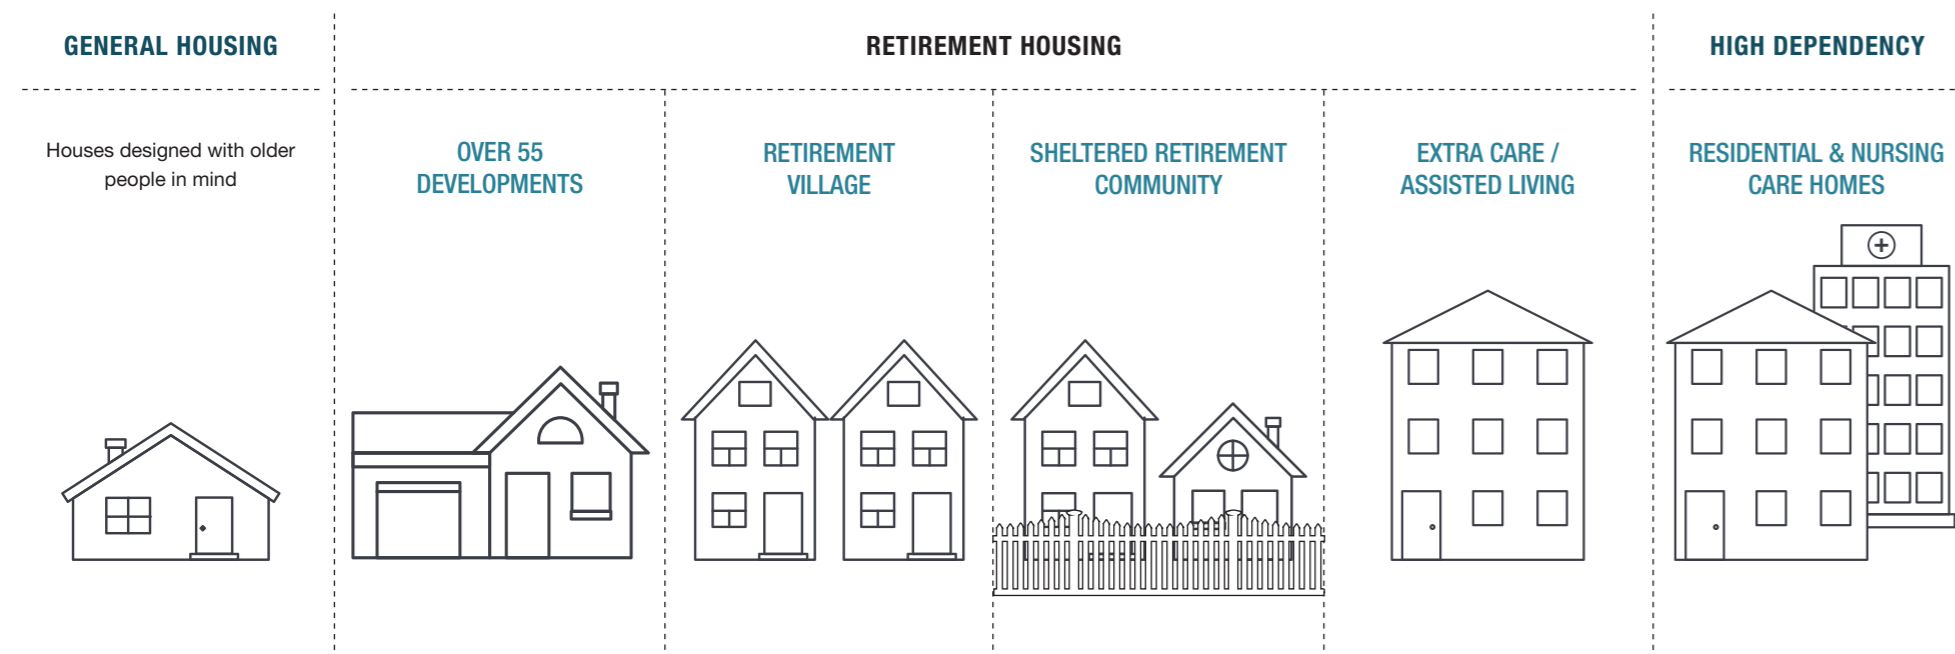 GENERAL HOUSING
RETIREMENT HOUSING
HIGH DEPENDENCY
Houses designed with older
people in mind
OVER 55
DEVELOPMENTS
RETIREMENT
VILLAGE
SHELTERED RETIREMENT
COMMUNITY
EXTRA CARE /
ASSISTED LIVING
RESIDENTIAL & NURSING
CARE HOMES